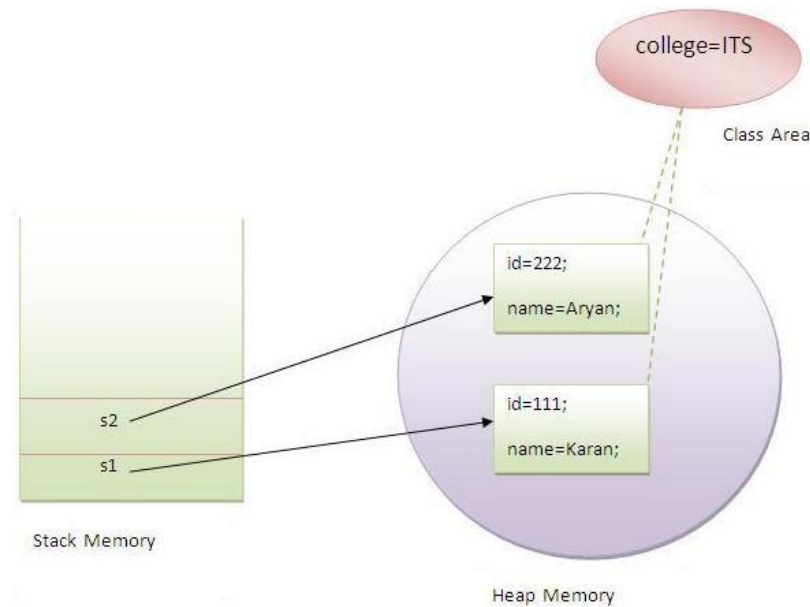 college=ITS
Class Area
id=222;
name=Aryan;
s2
id=111;
name=Karan;
s1
Stack Memory
Heap Memory